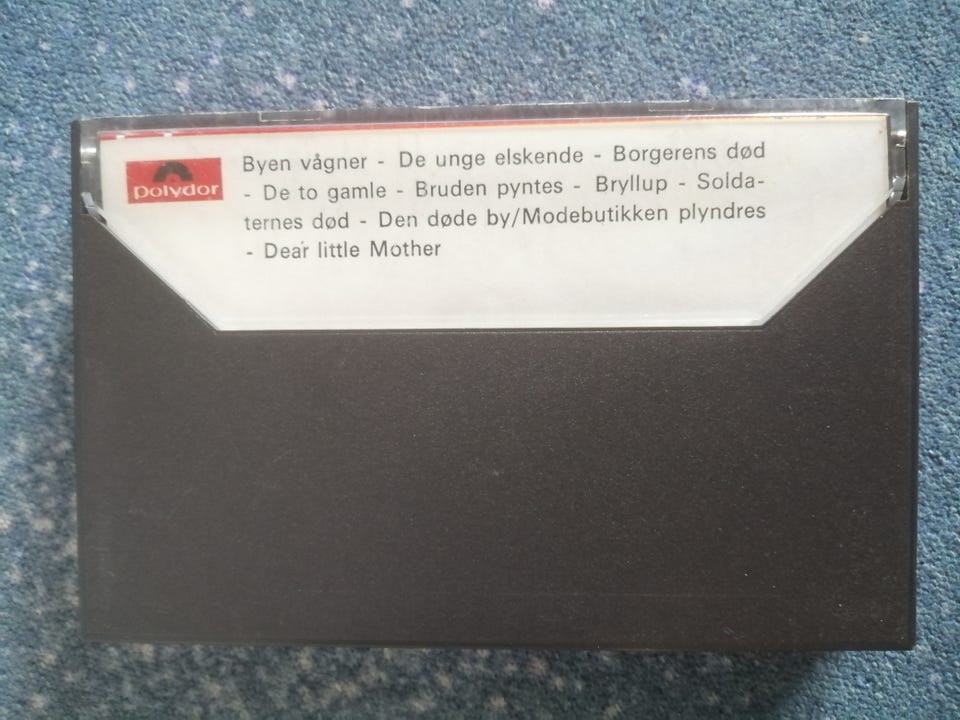 polydor
Byen vågner - De unge elskende - Borgerens død
- De to gamle - Bruden pyntes - Bryllup - Solda-
ternes død - Den døde by/Modebutikken plyndres
- Dear little Mother